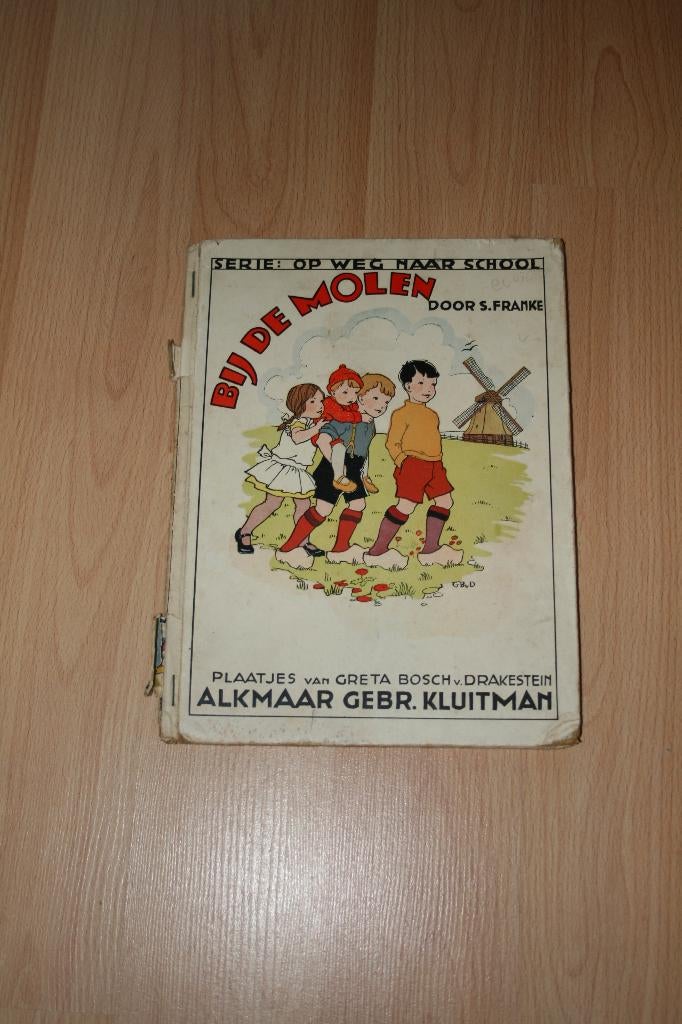 SERIE: OP WEG NAAR SCHOOL
BIJ DE MOLEN
DOOR S. FRANKE
G.B.v.D
PLAATJES van GRETA BOSCH v. DRAKESTEIN
ALKMAAR GEBR. KLUITMAN